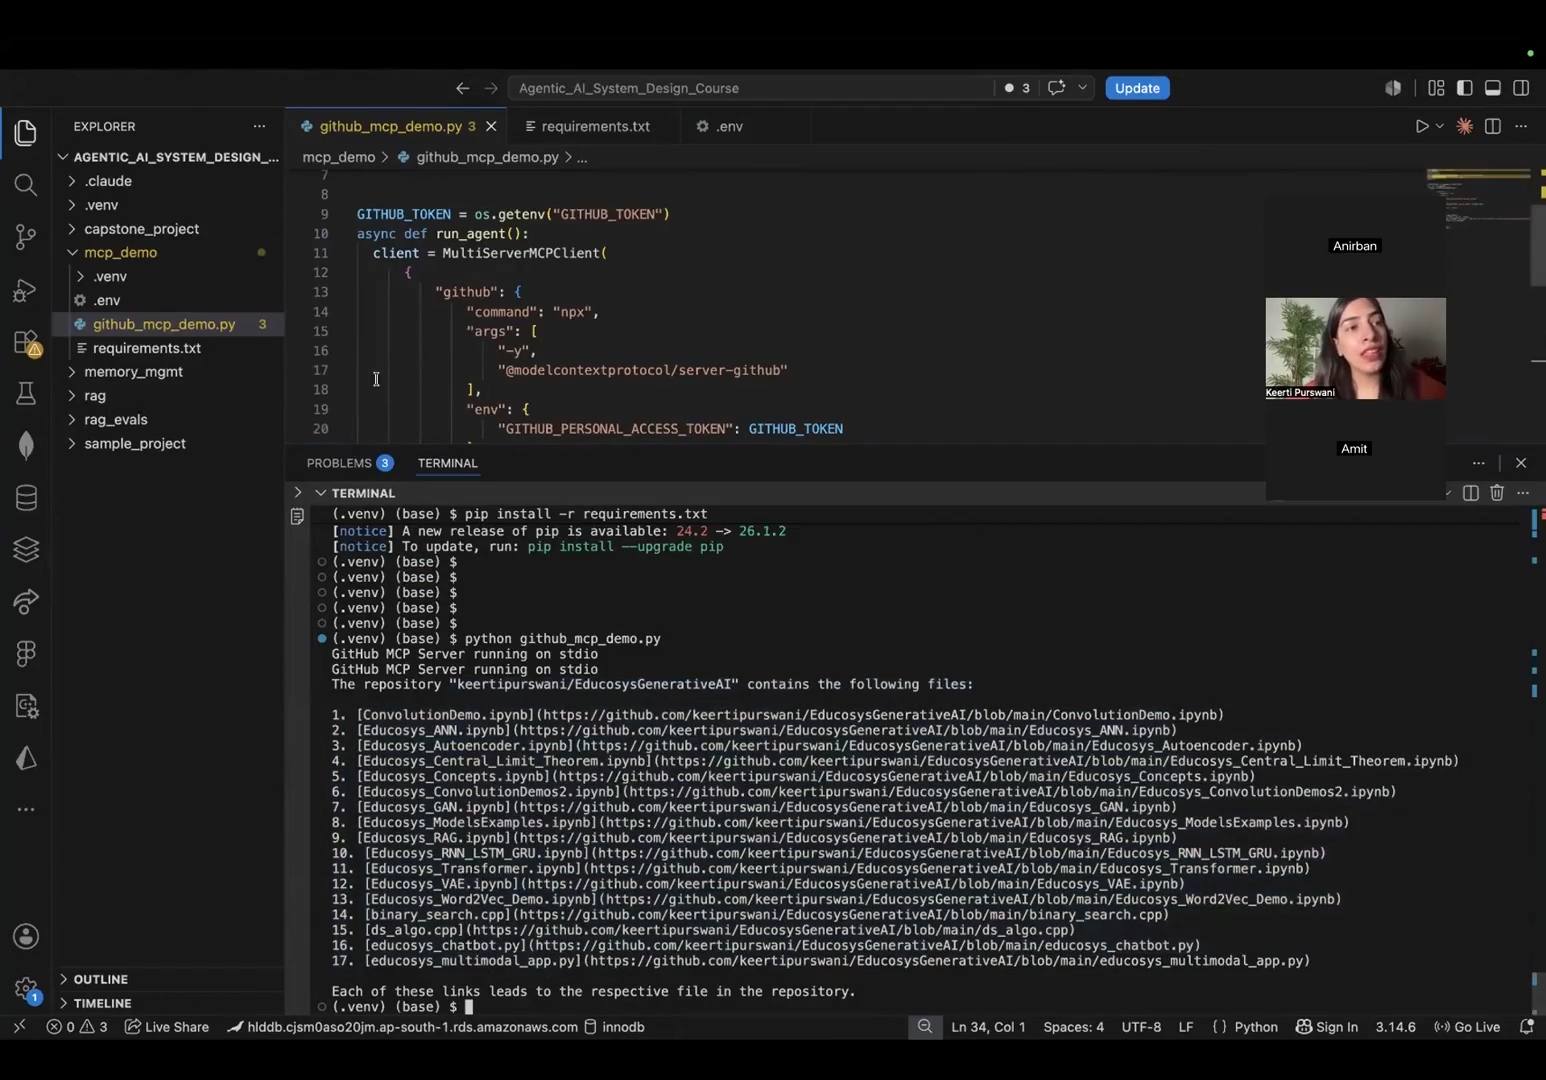 Agentic_AI_System_Design_Course
3
Update
EXPLORER
github_mcp_demo.py 3
requirements.txt
.env
AGENTIC_AI_SYSTEM_DESIGN_...
mcp_demo > github_mcp_demo.py > ...
.claude
.venv
capstone_project
mcp_demo
.venv
.env
github_mcp_demo.py 3
requirements.txt
memory_mgmt
rag
rag_evals
sample_project
OUTLINE
TIMELINE
7
8
9 GITHUB_TOKEN = os.getenv("GITHUB_TOKEN")
10 async def run_agent():
11 client = MultiServerMCPClient(
12 {
13 "github": {
14 "command": "npx",
15 "args": [
16 "-y",
17 "@modelcontextprotocol/server-github"
18 ],
19 "env": {
20 "GITHUB_PERSONAL_ACCESS_TOKEN": GITHUB_TOKEN
Anirban
Keerti Purswani
Amit
PROBLEMS 3 TERMINAL
TERMINAL
(.venv) (base) $ pip install -r requirements.txt
[notice] A new release of pip is available: 24.2 -> 26.1.2
[notice] To update, run: pip install --upgrade pip
(.venv) (base) $
(.venv) (base) $
(.venv) (base) $
(.venv) (base) $
(.venv) (base) $
(.venv) (base) $ python github_mcp_demo.py
GitHub MCP Server running on stdio
GitHub MCP Server running on stdio
The repository "keertipurswani/EducosysGenerativeAI" contains the following files:
1. [ConvolutionDemo.ipynb](https://github.com/keertipurswani/EducosysGenerativeAI/blob/main/ConvolutionDemo.ipynb)
2. [Educosys_ANN.ipynb](https://github.com/keertipurswani/EducosysGenerativeAI/blob/main/Educosys_ANN.ipynb)
3. [Educosys_Autoencoder.ipynb](https://github.com/keertipurswani/EducosysGenerativeAI/blob/main/Educosys_Autoencoder.ipynb)
4. [Educosys_Central_Limit_Theorem.ipynb](https://github.com/keertipurswani/EducosysGenerativeAI/blob/main/Educosys_Central_Limit_Theorem.ipynb)
5. [Educosys_Concepts.ipynb](https://github.com/keertipurswani/EducosysGenerativeAI/blob/main/Educosys_Concepts.ipynb)
6. [Educosys_ConvolutionDemos2.ipynb](https://github.com/keertipurswani/EducosysGenerativeAI/blob/main/Educosys_ConvolutionDemos2.ipynb)
7. [Educosys_GAN.ipynb](https://github.com/keertipurswani/EducosysGenerativeAI/blob/main/Educosys_GAN.ipynb)
8. [Educosys_ModelsExamples.ipynb](https://github.com/keertipurswani/EducosysGenerativeAI/blob/main/Educosys_ModelsExamples.ipynb)
9. [Educosys_RAG.ipynb](https://github.com/keertipurswani/EducosysGenerativeAI/blob/main/Educosys_RAG.ipynb)
10. [Educosys_RNN_LSTM_GRU.ipynb](https://github.com/keertipurswani/EducosysGenerativeAI/blob/main/Educosys_RNN_LSTM_GRU.ipynb)
11. [Educosys_Transformer.ipynb](https://github.com/keertipurswani/EducosysGenerativeAI/blob/main/Educosys_Transformer.ipynb)
12. [Educosys_VAE.ipynb](https://github.com/keertipurswani/EducosysGenerativeAI/blob/main/Educosys_VAE.ipynb)
13. [Educosys_Word2Vec_Demo.ipynb](https://github.com/keertipurswani/EducosysGenerativeAI/blob/main/Educosys_Word2Vec_Demo.ipynb)
14. [binary_search.cpp](https://github.com/keertipurswani/EducosysGenerativeAI/blob/main/binary_search.cpp)
15. [ds_algo.cpp](https://github.com/keertipurswani/EducosysGenerativeAI/blob/main/ds_algo.cpp)
16. [educosys_chatbot.py](https://github.com/keertipurswani/EducosysGenerativeAI/blob/main/educosys_chatbot.py)
17. [educosys_multimodal_app.py](https://github.com/keertipurswani/EducosysGenerativeAI/blob/main/educosys_multimodal_app.py)
Each of these links leads to the respective file in the repository.
(.venv) (base) $
1
0 3 Live Share hlddb.cjsm0aso20jm.ap-south-1.rds.amazonaws.com innodb Ln 34, Col 1 Spaces: 4 UTF-8 LF { } Python Sign In 3.14.6 Go Live